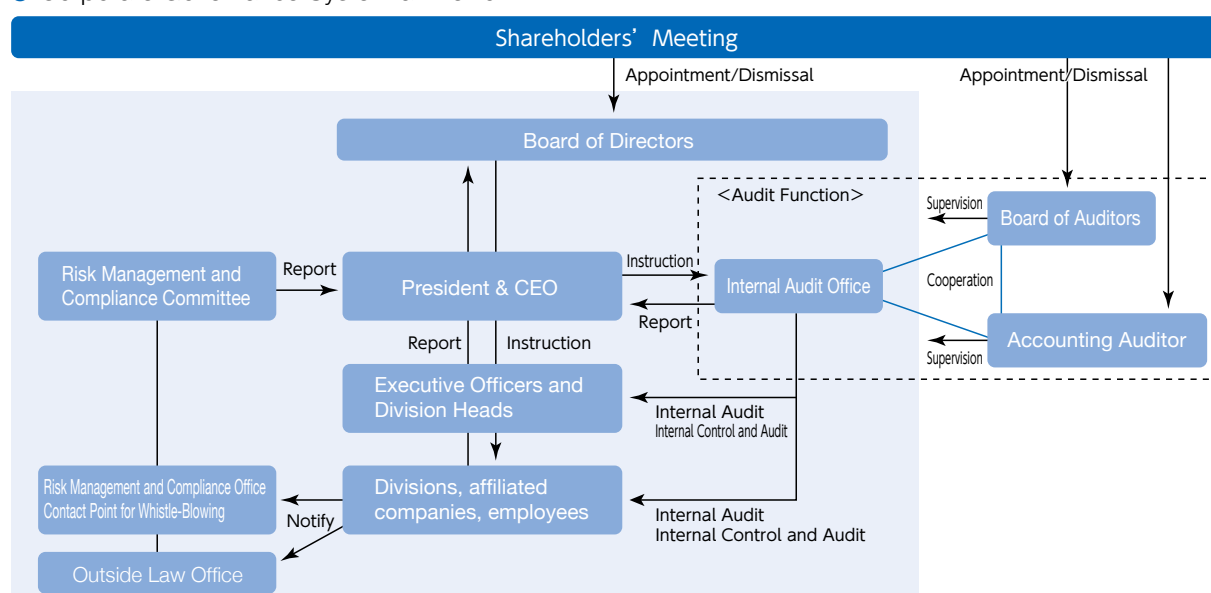 Shareholders’ Meeting
Appointment/Dismissal
Appointment/Dismissal
Board of Directors
<Audit Function>
Supervision
Board of Auditors
Risk Management and
Compliance Committee
Report
President & CEO
Instruction
Internal Audit Office
Cooperation
Report
Accounting Auditor
Supervision
Report
Instruction
Executive Officers and
Division Heads
Internal Audit
Internal Control and Audit
Risk Management and Compliance Office
Contact Point for Whistle-Blowing
Notify
Divisions, affiliated
companies, employees
Internal Audit
Internal Control and Audit
Outside Law Office